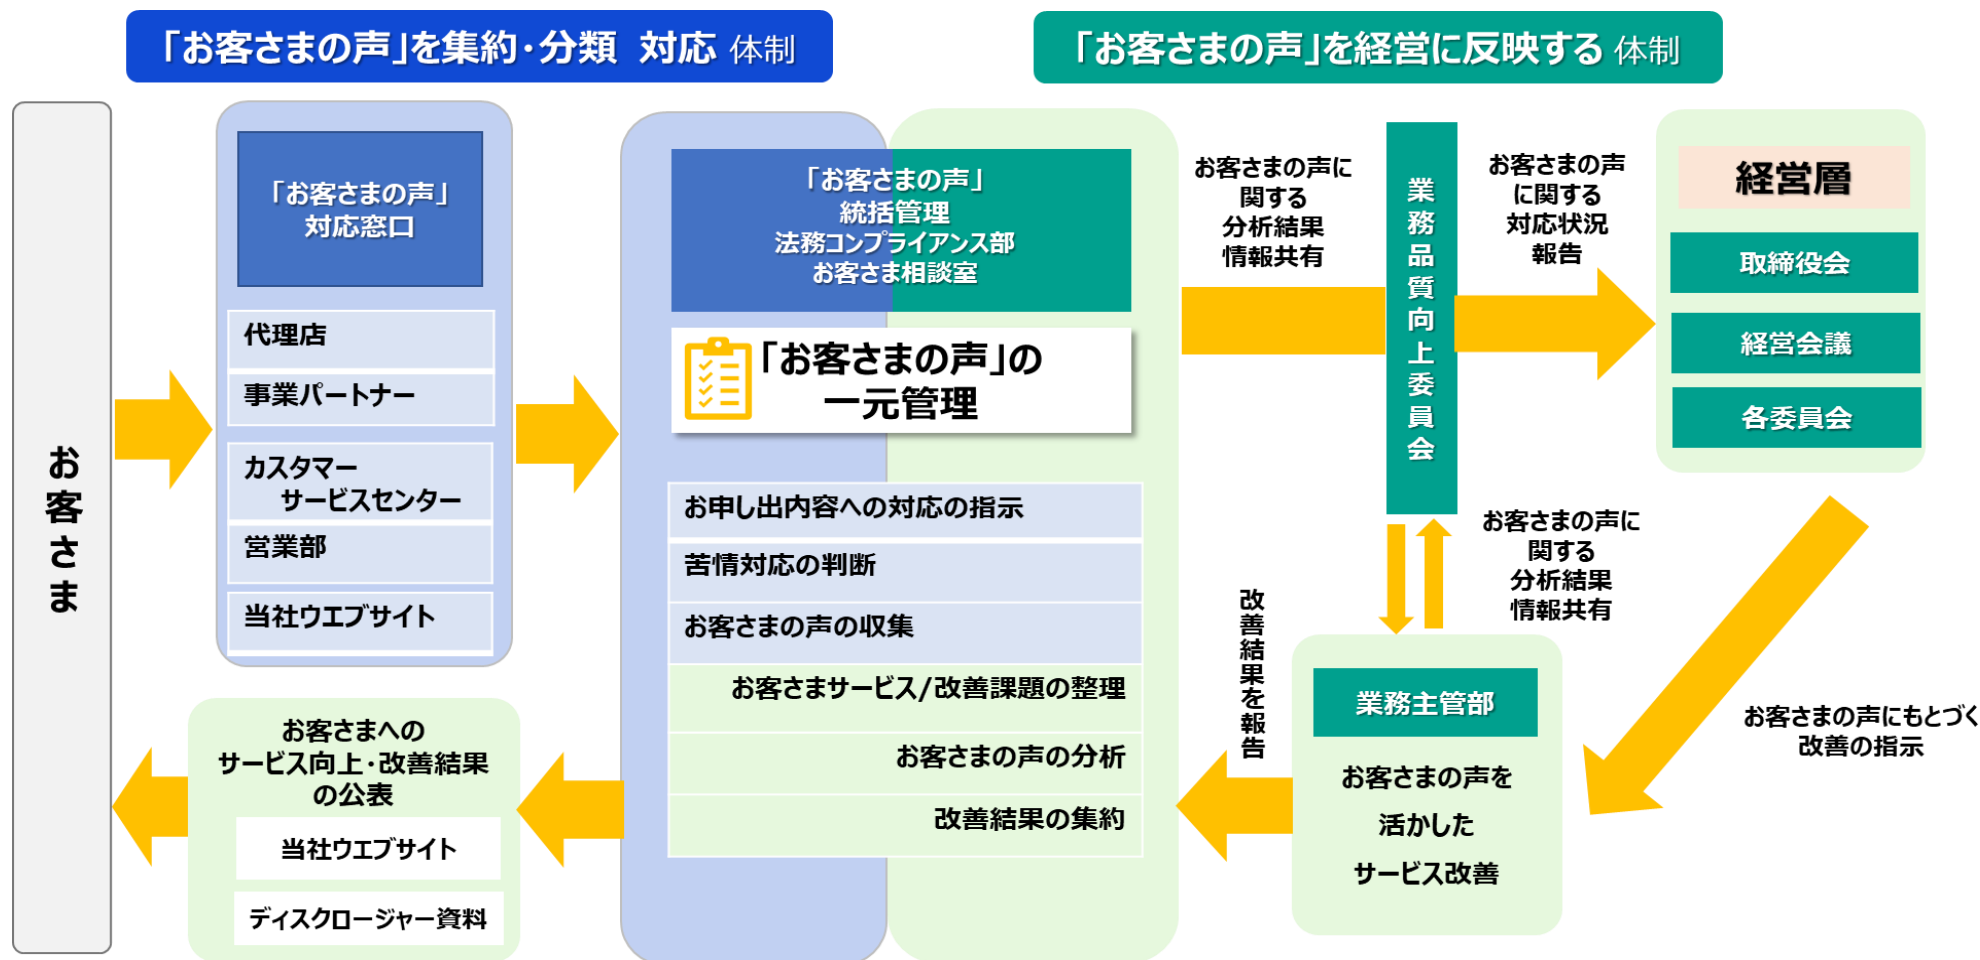 「お客さまの声」を集約・分類 対応 体制
「お客さまの声」を経営に反映する 体制
お客さま
「お客さまの声」
対応窓口
代理店
事業パートナー
カスタマー
サービスセンター
営業部
当社ウエブサイト
お客さまへの
サービス向上・改善結果
の公表
当社ウエブサイト
ディスクロージャー資料
「お客さまの声」
統括管理
法務コンプライアンス部
お客さま相談室
「お客さまの声」の
一元管理
お申し出内容への対応の指示
苦情対応の判断
お客さまの声の収集
お客さまサービス/改善課題の整理
お客さまの声の分析
改善結果の集約
お客さまの声に
関する
分析結果
情報共有
業務品質向上委員会
お客さまの声
に関する
対応状況
報告
経営層
取締役会
経営会議
各委員会
お客さまの声に
関する
分析結果
情報共有
改善結果を報告
業務主管部
お客さまの声を
活かした
サービス改善
お客さまの声にもとづく
改善の指示